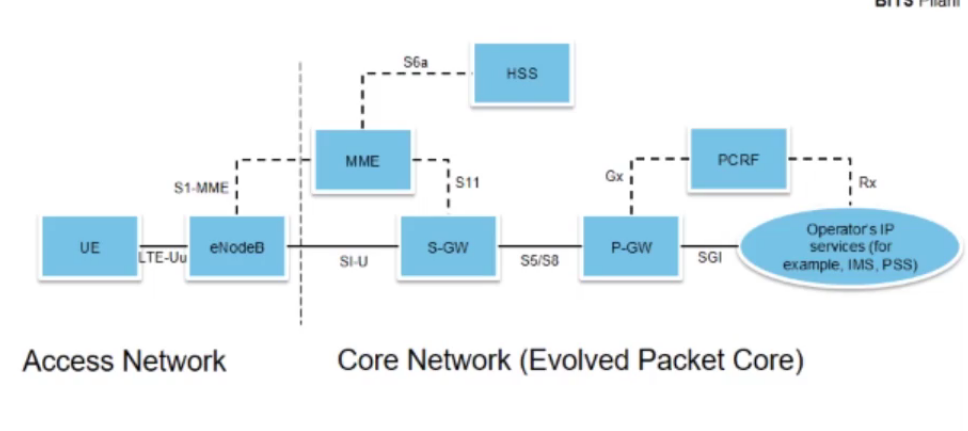 BITS Pilani
S6a
HSS
MME
PCRF
S1-MME
S11
Gx
Rx
UE
LTE-Uu
eNodeB
SI-U
S-GW
S5/S8
P-GW
SGI
Operator's IP
services (for
example, IMS, PSS)
Access Network
Core Network (Evolved Packet Core)